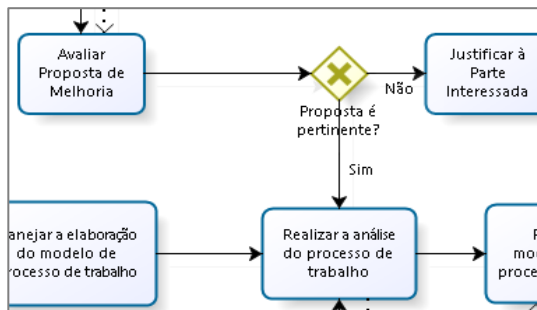 Avaliar
Proposta de
Melhoria
Não
Justificar à
Parte
Interessada
Proposta é
pertinente?
Sim
anejar a elaboração
do modelo de
rocesso de trabalho
Realizar a análise
do processo de
trabalho